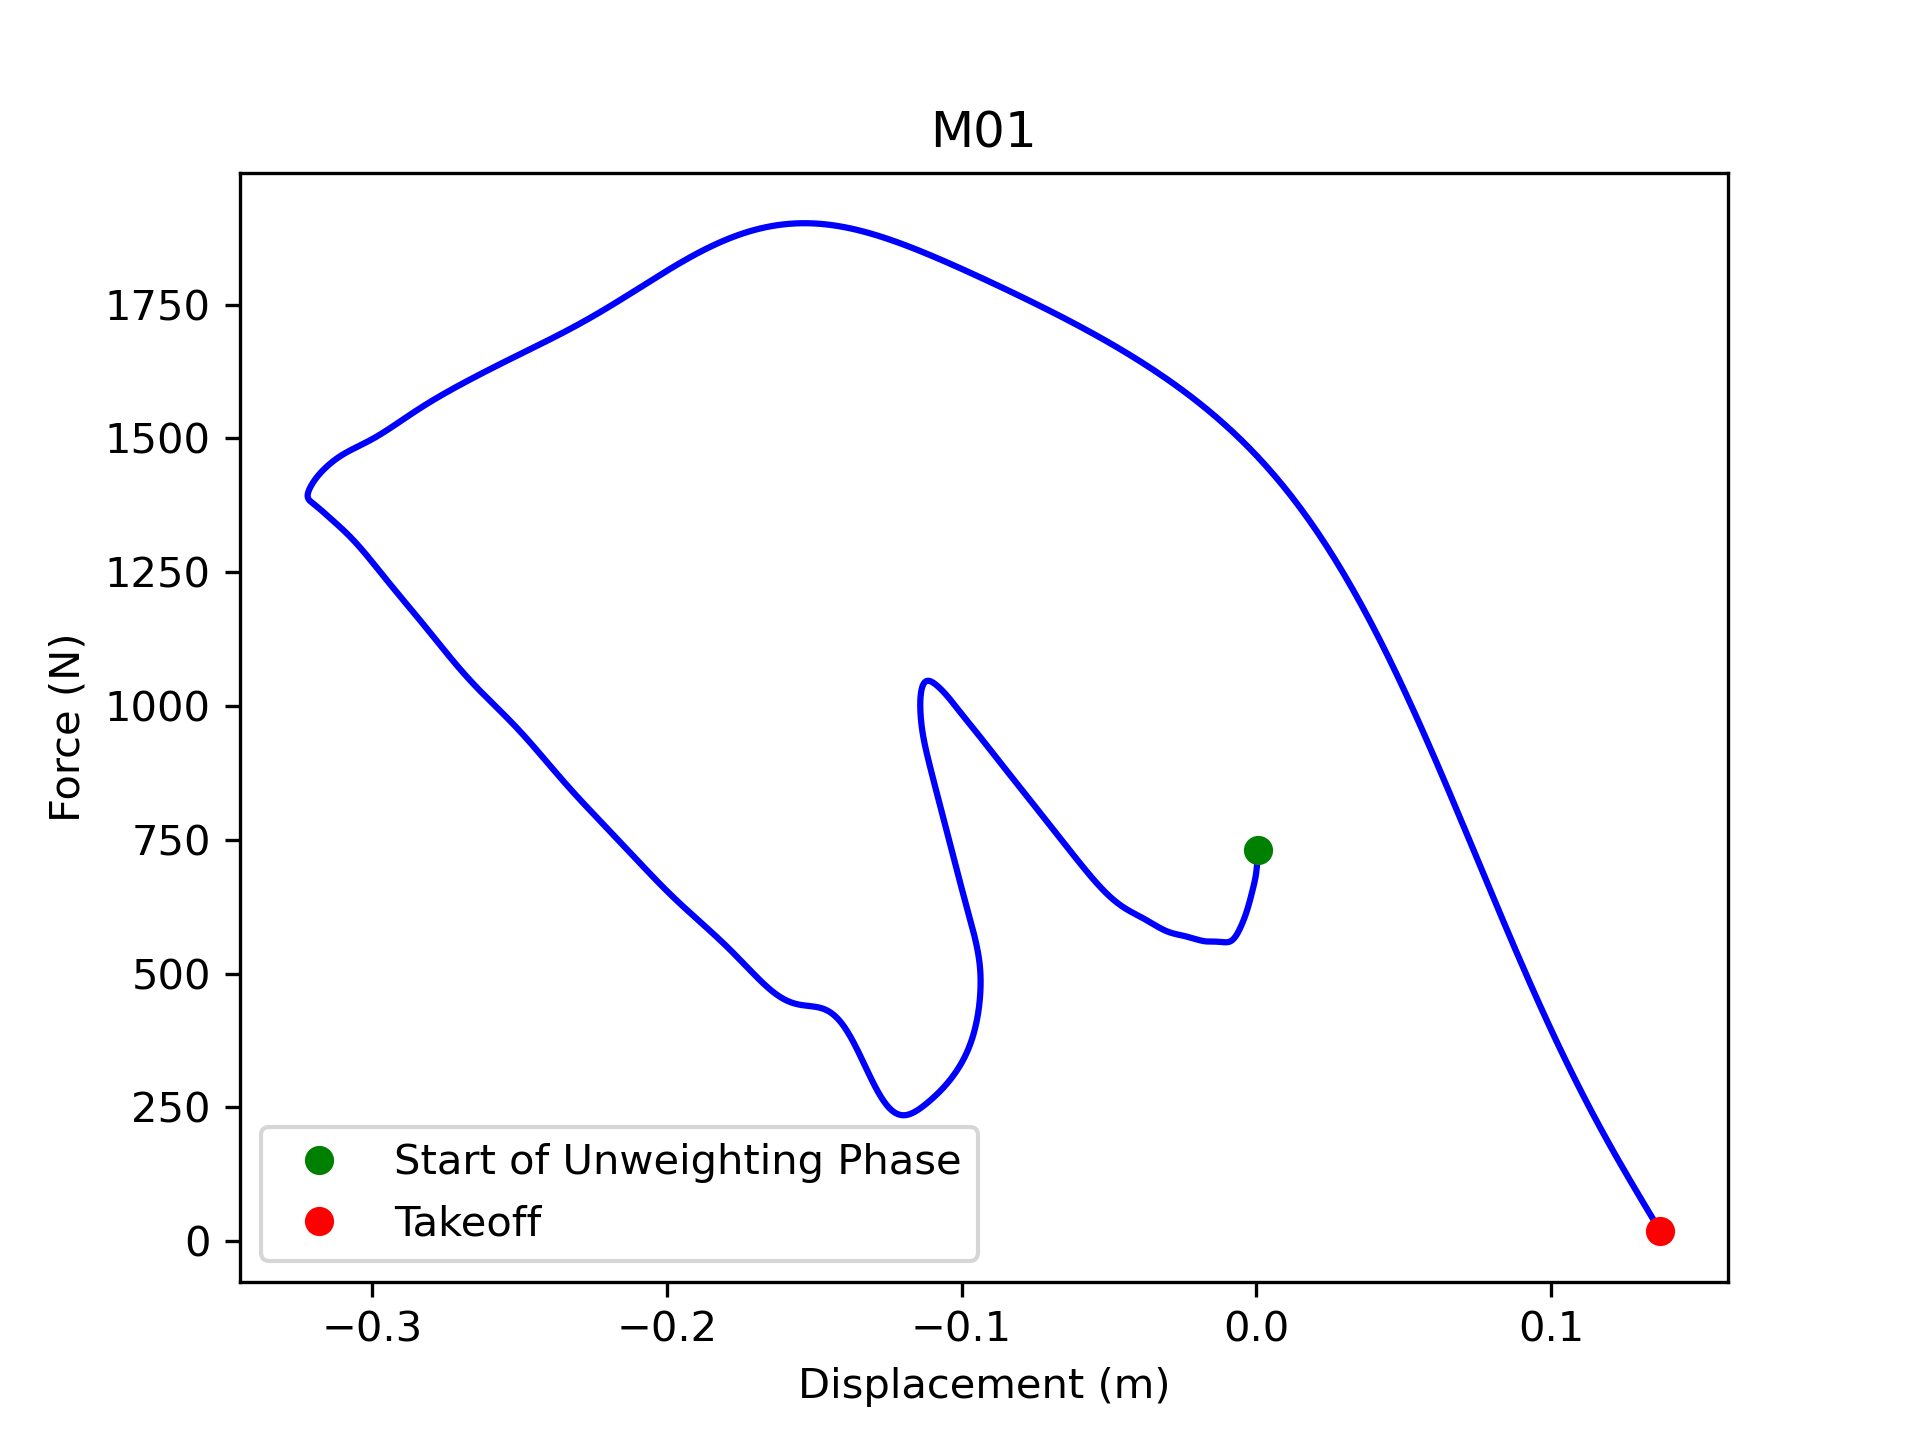 M01
Force (N)
1750
1500
1250
1000
750
500
250
0
Start of Unweighting Phase
Takeoff
−0.3 −0.2 −0.1 0.0 0.1
Displacement (m)